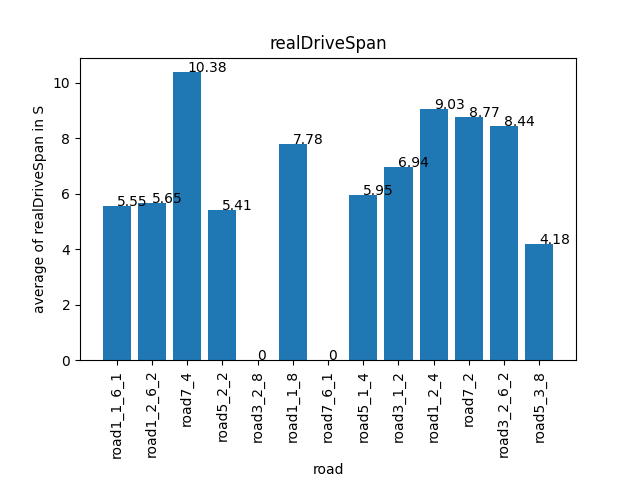 realDriveSpan
average of realDriveSpan in S
10
8
6
4
2
0
5.55
5.65
10.38
5.41
0
7.78
0
5.95
6.94
9.03
8.77
8.44
4.18
road1_1_6_1
road1_2_6_2
road7_4
road5_2_2
road3_2_8
road1_1_8
road7_6_1
road5_1_4
road3_1_2
road1_2_4
road7_2
road3_2_6_2
road5_3_8
road